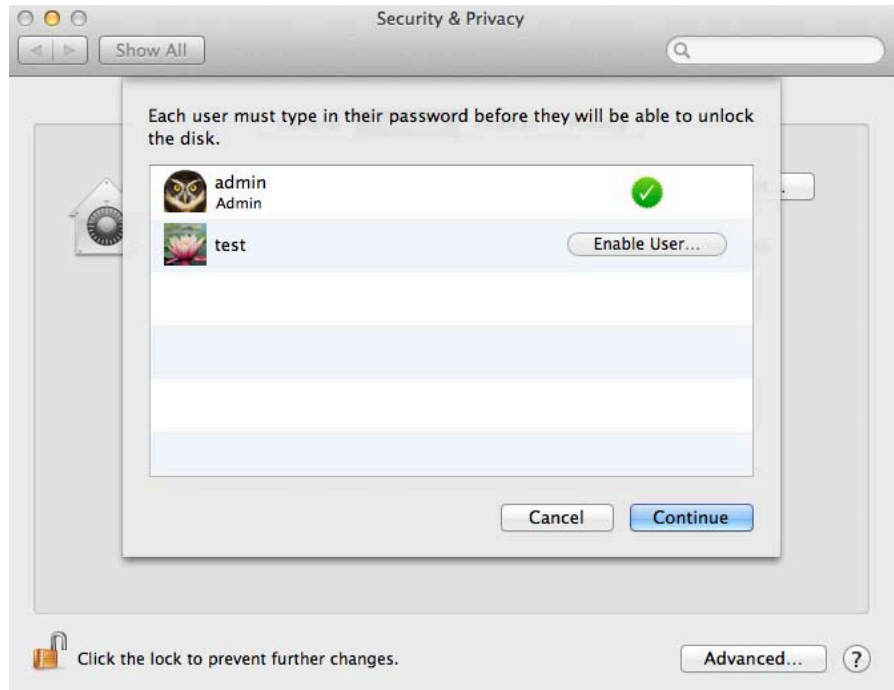 Security & Privacy
Show All
Each user must type in their password before they will be able to unlock
the disk.
admin
Admin
test
Enable User...
Cancel
Continue
Click the lock to prevent further changes.
Advanced...
?